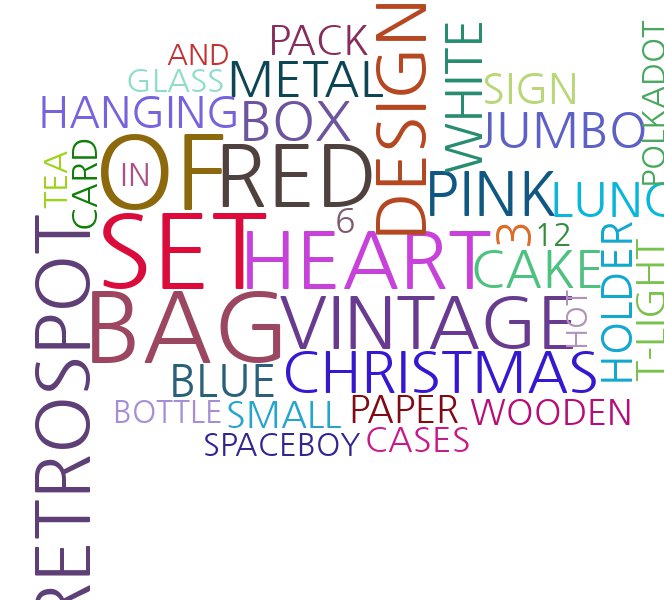 PACK
AND
GLASS
METAL
DESIGN
WHITE
SIGN
POLKADOT
HANGING
BOX
JUMBO
TEA
CARD
OF
IN
RED
PINK
LUNC
6
SET
HEART
3
12
CAKE
HOLDER
T-LIGHT
RETROSPOT
BAG
VINTAGE
HOT
BLUE
CHRISTMAS
BOTTLE
SMALL
PAPER
WOODEN
SPACEBOY
CASES